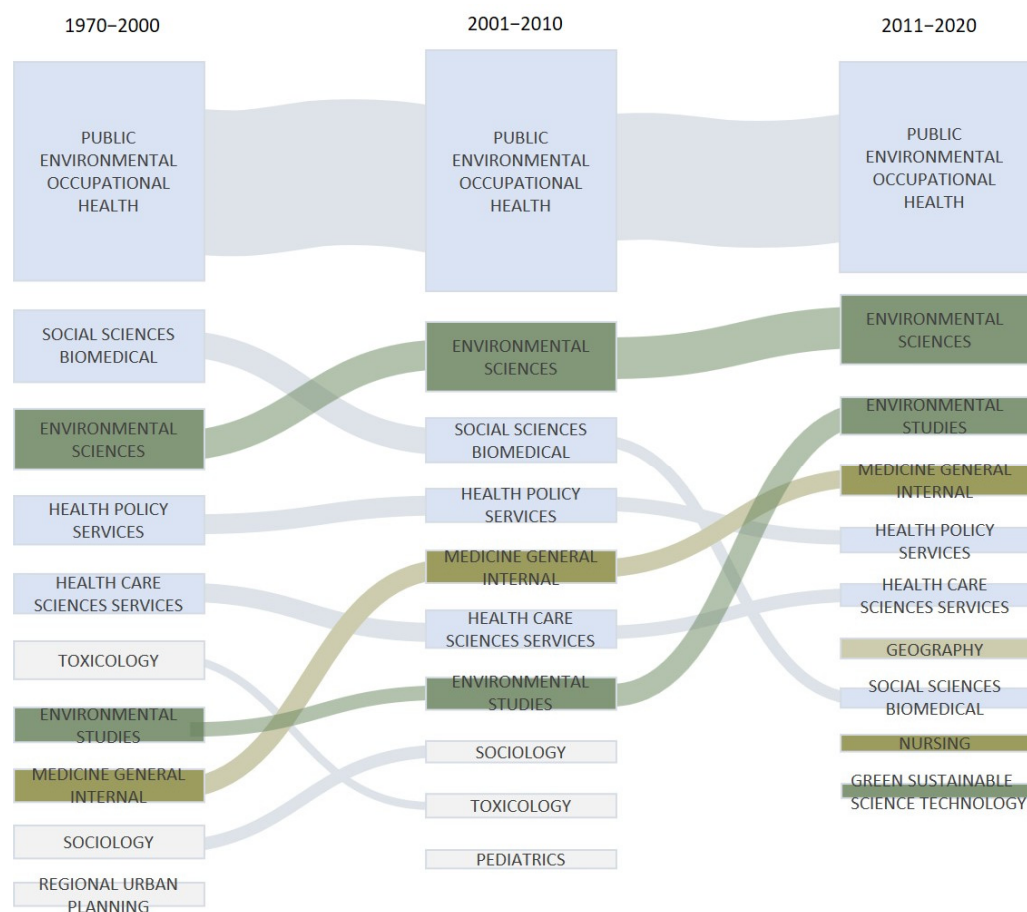 1970–2000
2001–2010
2011–2020
PUBLIC
ENVIRONMENTAL
OCCUPATIONAL
HEALTH
SOCIAL SCIENCES
BIOMEDICAL
ENVIRONMENTAL
SCIENCES
HEALTH POLICY
SERVICES
HEALTH CARE
SCIENCES SERVICES
TOXICOLOGY
ENVIRONMENTAL
STUDIES
MEDICINE GENERAL
INTERNAL
SOCIOLOGY
REGIONAL URBAN
PLANNING
PUBLIC
ENVIRONMENTAL
OCCUPATIONAL
HEALTH
ENVIRONMENTAL
SCIENCES
SOCIAL SCIENCES
BIOMEDICAL
HEALTH POLICY
SERVICES
MEDICINE GENERAL
INTERNAL
HEALTH CARE
SCIENCES SERVICES
ENVIRONMENTAL
STUDIES
SOCIOLOGY
TOXICOLOGY
PEDIATRICS
PUBLIC
ENVIRONMENTAL
OCCUPATIONAL
HEALTH
ENVIRONMENTAL
SCIENCES
ENVIRONMENTAL
STUDIES
MEDICINE GENERAL
INTERNAL
HEALTH POLICY
SERVICES
HEALTH CARE
SCIENCES SERVICES
GEOGRAPHY
SOCIAL SCIENCES
BIOMEDICAL
NURSING
GREEN SUSTAINABLE
SCIENCE TECHNOLOGY